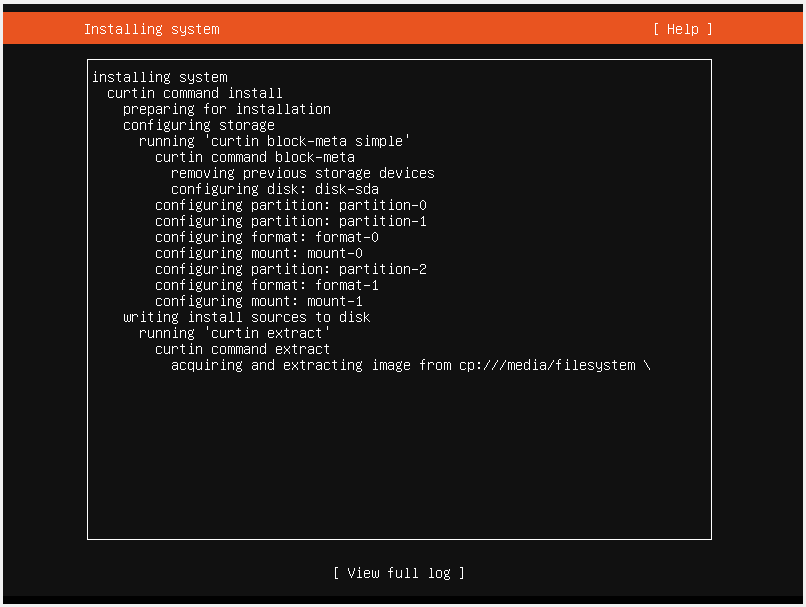 Installing system [ Help ]
installing system
curtin command install
preparing for installation
configuring storage
running 'curtin block-meta simple'
curtin command block-meta
removing previous storage devices
configuring disk: disk-sda
configuring partition: partition-0
configuring partition: partition-1
configuring format: format-0
configuring mount: mount-0
configuring partition: partition-2
configuring format: format-1
configuring mount: mount-1
writing install sources to disk
running 'curtin extract'
curtin command extract
acquiring and extracting image from cp:///media/filesystem \
[ View full log ]